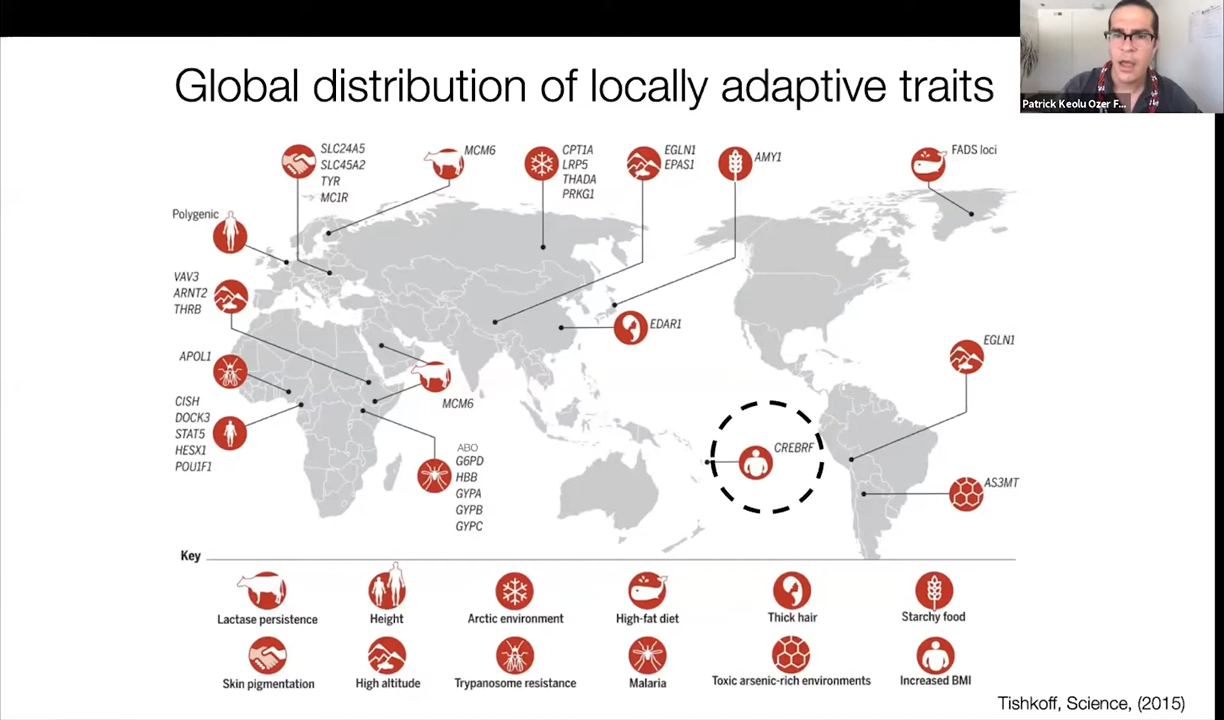 Patrick Keolu Ozer F...
Global distribution of locally adaptive traits
SLC24A5
SLC45A2
TYR
MC1R
MCM6
CPT1A
LRP5
THADA
PRKG1
EGLN1
EPAS1
AMY1
FADS loci
Polygenic
VAV3
ARNT2
THRB
EDAR1
EGLN1
APOL1
MCM6
CISH
DOCK3
STAT5
HESX1
POU1F1
ABO
G6PD
HBB
GYPA
GYPB
GYPC
CREBRF
AS3MT
Key
Lactase persistence
Height
Arctic environment
High-fat diet
Thick hair
Starchy food
Skin pigmentation
High altitude
Trypanosome resistance
Malaria
Toxic arsenic-rich environments
Increased BMI
Tishkoff, Science, (2015)